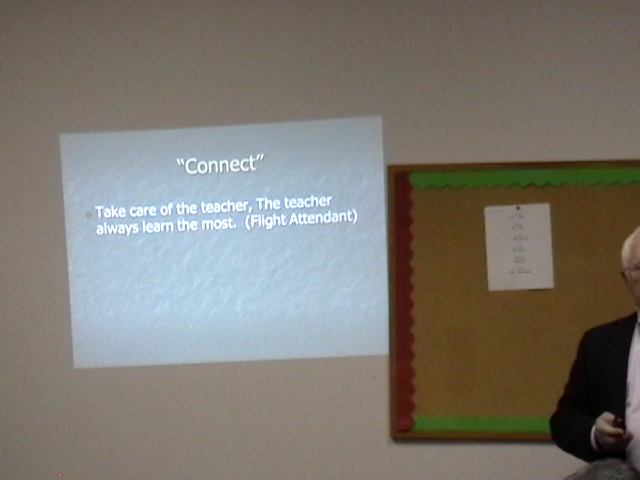 “Connect”
Take care of the teacher, The teacher
always learn the most. (Flight Attendant)